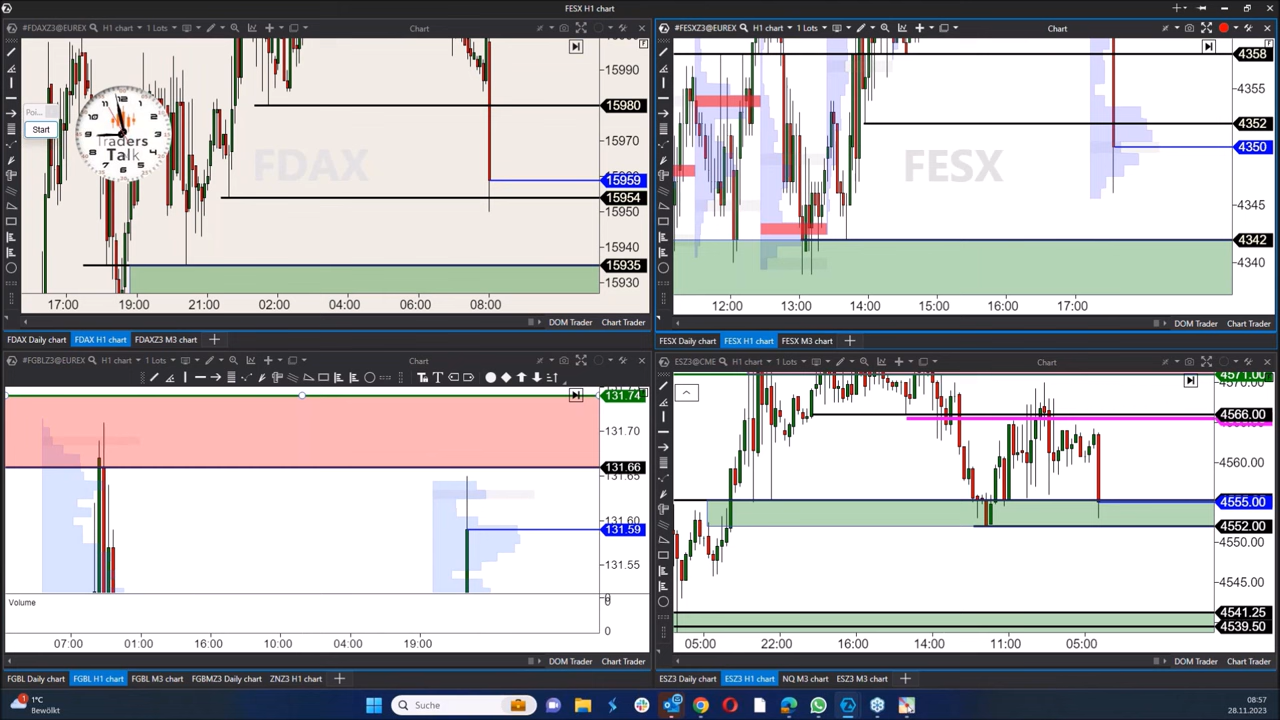 FESX H1 chart
#FDAXZ3@EUREX H1 chart 1 Lots Chart
15990
15980
15970
15959
15954
15950
15940
15935
15930
Poi...
Start
Traders
Talk
FDAX
17:00 19:00 21:00 02:00 04:00 06:00 08:00
DOM Trader Chart Trader
FDAX Daily chart FDAX H1 chart FDAXZ3 M3 chart
#FESXZ3@EUREX H1 chart 1 Lots Chart
4358
4355
4352
4350
4345
4342
4340
FESX
12:00 13:00 14:00 15:00 16:00 17:00
DOM Trader Chart Trader
FESX Daily chart FESX H1 chart FESX M3 chart
#FGBLZ3@EUREX H1 chart 1 Lots Chart
131.74
131.70
131.66
131.65
131.60
131.59
131.55
Volume
0
0
07:00 01:00 16:00 10:00 04:00 19:00
DOM Trader Chart Trader
FGBL Daily chart FGBL H1 chart FGBL M3 chart FGBMZ3 Daily chart ZNZ3 H1 chart
ESZ3@CME H1 chart 1 Lots Chart
4571.00
4570.00
4566.00
4560.00
4555.00
4552.00
4550.00
4545.00
4541.25
4539.50
05:00 22:00 16:00 14:00 11:00 05:00
DOM Trader Chart Trader
ESZ3 Daily chart ESZ3 H1 chart NQ M3 chart ESZ3 M3 chart
1
1°C
Bewölkt
Suche
08:57
28.11.2023